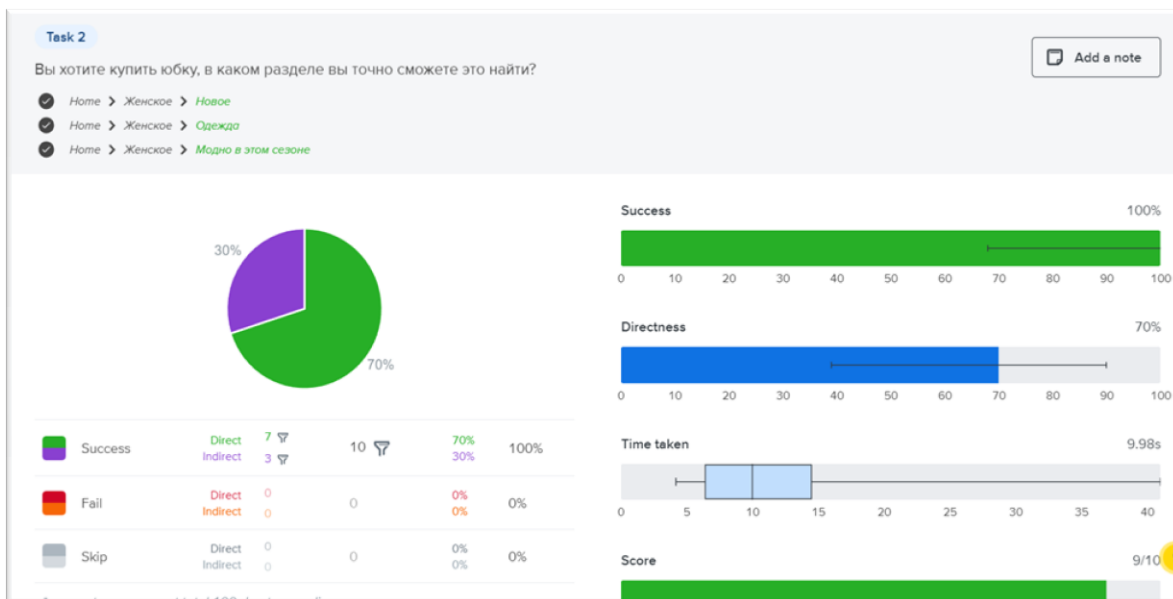 Task 2
Add a note
Вы хотите купить юбку, в каком разделе вы точно сможете это найти?
Home > Женское > Новое
Home > Женское > Одежда
Home > Женское > Модно в этом сезоне
30%
70%
Success Direct 7 10 70% 100%
Indirect 3 30%
Fail Direct 0 0 0% 0%
Indirect 0 0%
Skip Direct 0 0 0% 0%
Indirect 0 0%
Success 100%
0 10 20 30 40 50 60 70 80 90 100
Directness 70%
0 10 20 30 40 50 60 70 80 90 100
Time taken 9.98s
0 5 10 15 20 25 30 35 40
Score 9/10